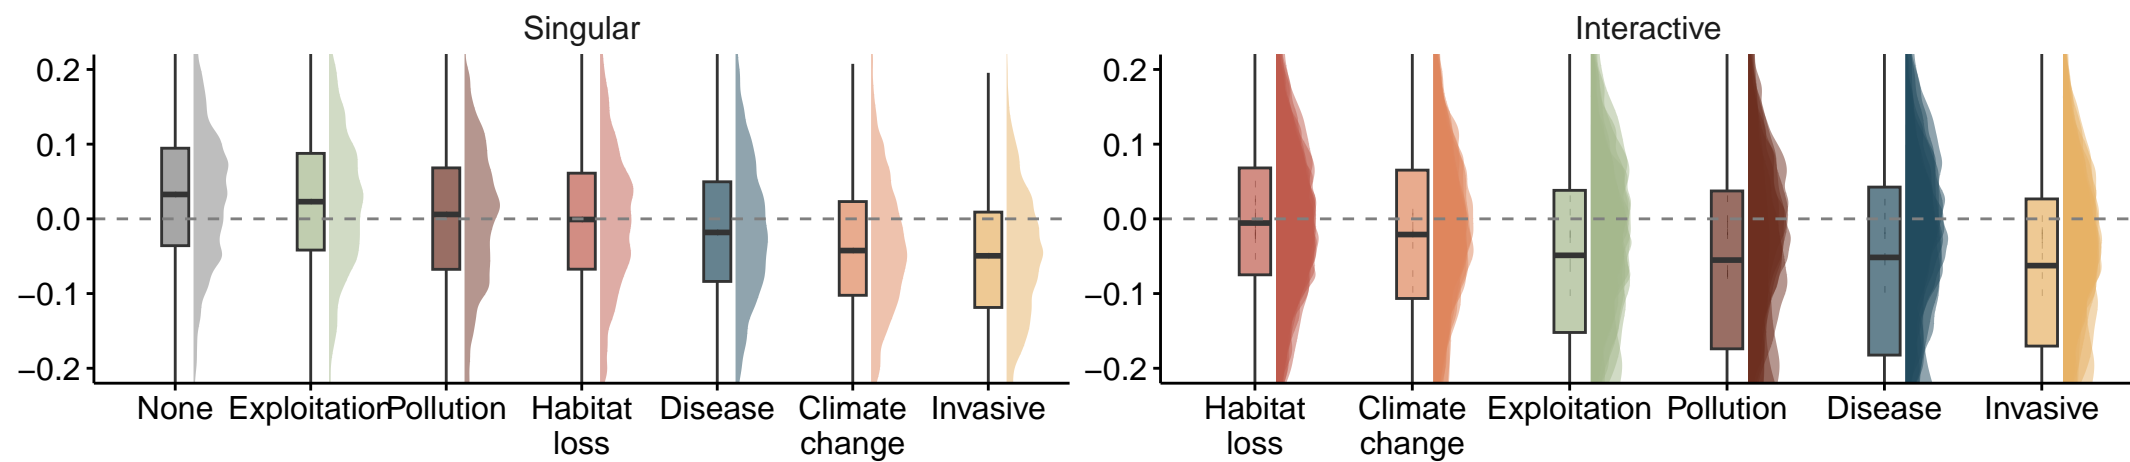 Singular
0.2
0.1
0.0
−0.1
−0.2
None Exploitation Pollution Habitat loss Disease Climate change Invasive
Interactive
0.2
0.1
0.0
−0.1
−0.2
Habitat loss Climate change Exploitation Pollution Disease Invasive